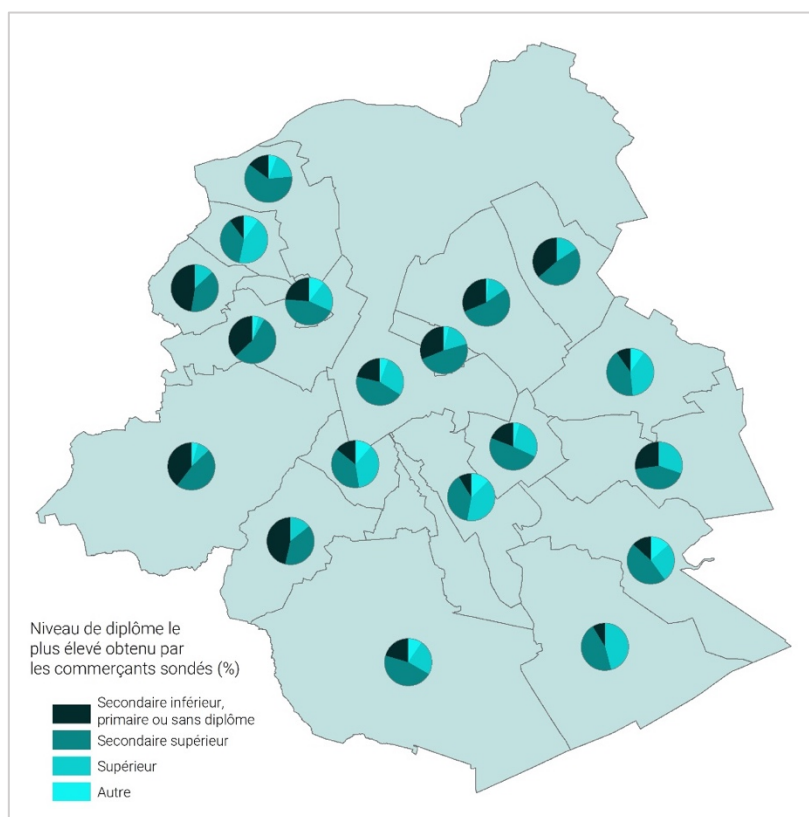 Niveau de diplôme le
plus élevé obtenu par
les commerçants sondés (%)
Secondaire inférieur,
primaire ou sans diplôme
Secondaire supérieur
Supérieur
Autre